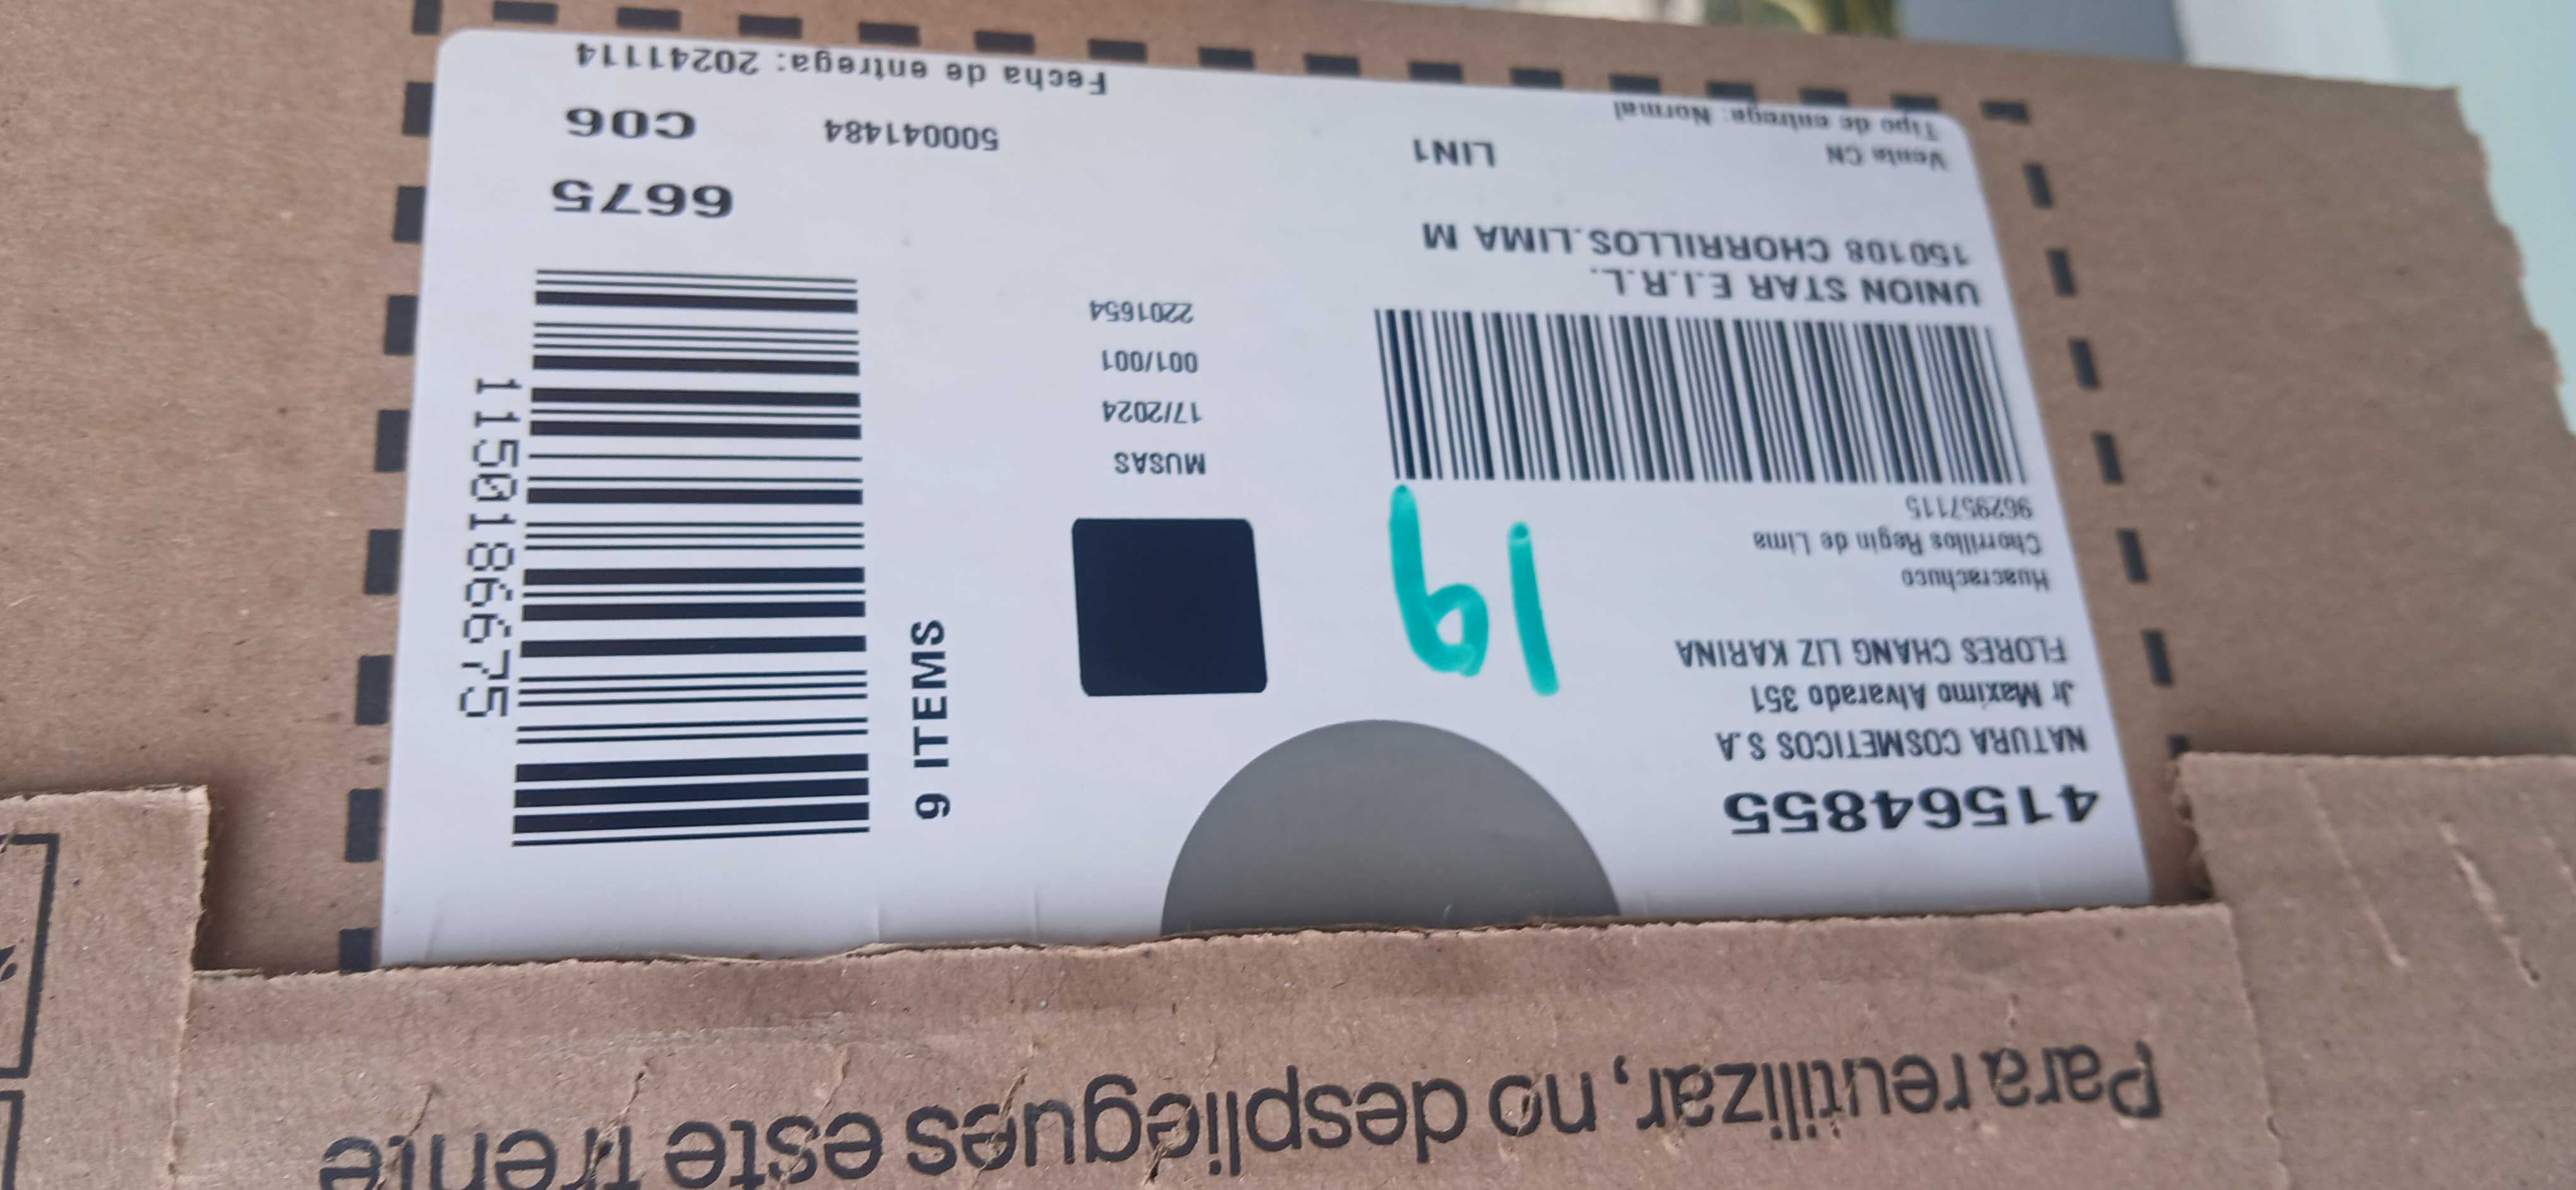 41564855
NATURA COSMETICOS S.A
Jr Maximo Alvarado 351
FLORES CHANG LIZ KARINA
Huacrachuco
Chorrillos Regin de Lima
962957115
UNION STAR E.I.R.L.
150108 CHORRILLOS.LIMA M
Venta CN
LIN1
Tipo de entrega: Normal
19
MUSAS
17/2024
001/001
2201654
9 ITEMS
1150186675
6675
500041484
C06
Fecha de entrega: 20241114
Para reutilizar, no despliegues este frente